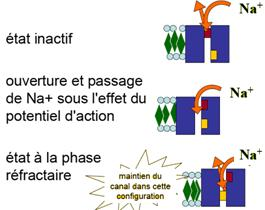 Na⁺
état inactif
ouverture et passage
de Na+ sous l'effet du
potentiel d'action
Na⁺
état à la phase
réfractaire
maintien du
canal dans cette
configuration
Na⁺